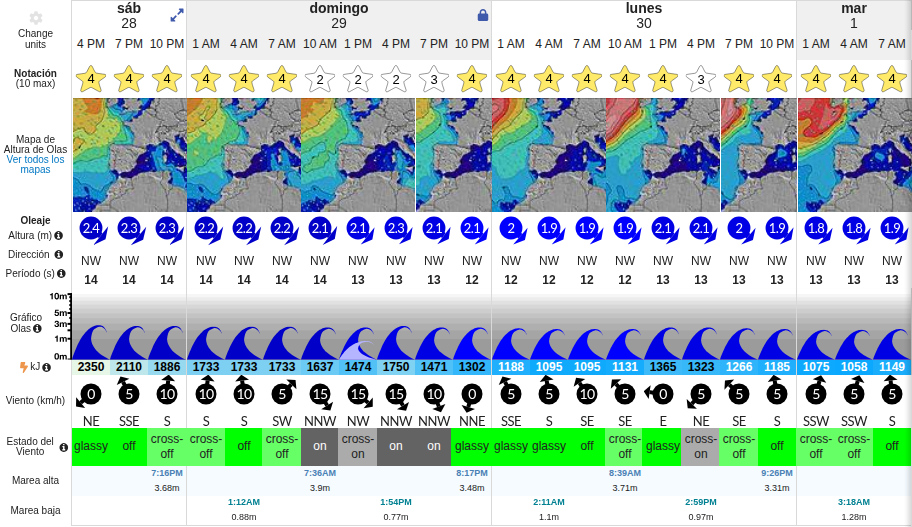 sáb domingo lunes mar
28 29 30 1
Change
units
4 PM 7 PM 10 PM 1 AM 4 AM 7 AM 10 AM 1 PM 4 PM 7 PM 10 PM 1 AM 4 AM 7 AM 10 AM 1 PM 4 PM 7 PM 10 PM 1 AM 4 AM 7 AM
Notación
(10 max)
4 4 4 4 4 4 2 2 2 3 4 4 4 4 4 4 3 4 4 4 4 4
Mapa de
Altura de Olas
Ver todos los
mapas
Oleaje
Altura (m) 2.4 2.3 2.3 2.2 2.2 2.2 2.1 2.1 2.3 2.1 2.1 2 1.9 1.9 1.9 2.1 2.1 2 1.9 1.8 1.8 1.9
Dirección NW NW NW NW NW NW NW NW NW NW NW NW NW NW NW NW NW NW NW NW NW NW
Período (s) 14 14 14 14 14 14 14 13 13 13 12 12 12 12 12 13 13 13 13 13 13 13
10m
5m
3m
1m
0m
Gráfico
Olas
kJ 2350 2110 1886 1733 1733 1733 1637 1474 1750 1471 1302 1188 1095 1095 1131 1365 1323 1266 1185 1075 1058 1149
Viento (km/h) 0 5 10 10 10 5 15 15 15 10 0 5 5 10 5 0 0 5 5 5 5 5
NE SSE S S S SW NNW NW NNW NNW NNE SSE S SE SE E NE SE S SSW SSW S
Estado del
Viento
glassy off cross-off cross-off off cross-off on cross-on on on glassy glassy glassy off cross-off glassy cross-on off off cross-off cross-off off
Marea alta 7:16PM 7:36AM 8:17PM 8:39AM 9:26PM
3.68m 3.9m 3.48m 3.71m 3.31m
Marea baja 1:12AM 1:54PM 2:11AM 2:59PM 3:18AM
0.88m 0.77m 1.1m 0.97m 1.28m